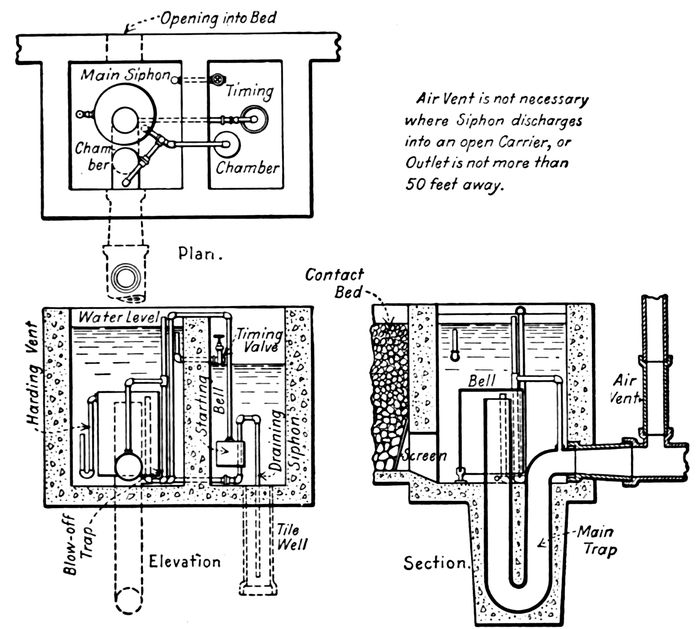 Opening into Bed
Main Siphon
Timing
Cham-
ber
Chamber
Plan.
Air Vent is not necessary
where Siphon discharges
into an open Carrier, or
Outlet is not more than
50 feet away.
Contact
Bed
Water Level
Timing
Valve
Harding Vent
Starting
Bell
Draining
Siphon
Blow-off
Trap
Elevation
Tile
Well
Bell
Screen
Air
Vent
Main
Trap
Section.